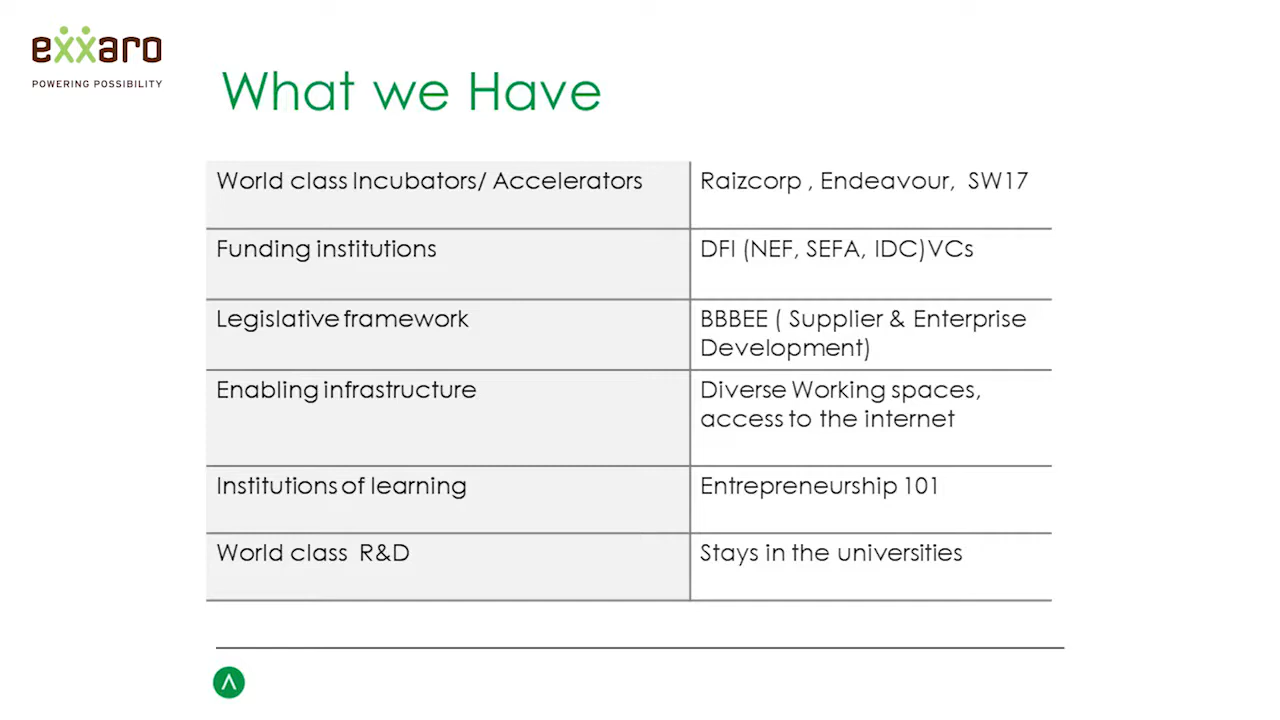 exxaro
POWERING POSSIBILITY
What we Have
World class Incubators/ Accelerators
Raizcorp , Endeavour, SW17
Funding institutions
DFI (NEF, SEFA, IDC)VCs
Legislative framework
BBBEE ( Supplier & Enterprise
Development)
Enabling infrastructure
Diverse Working spaces,
access to the internet
Institutions of learning
Entrepreneurship 101
World class R&D
Stays in the universities